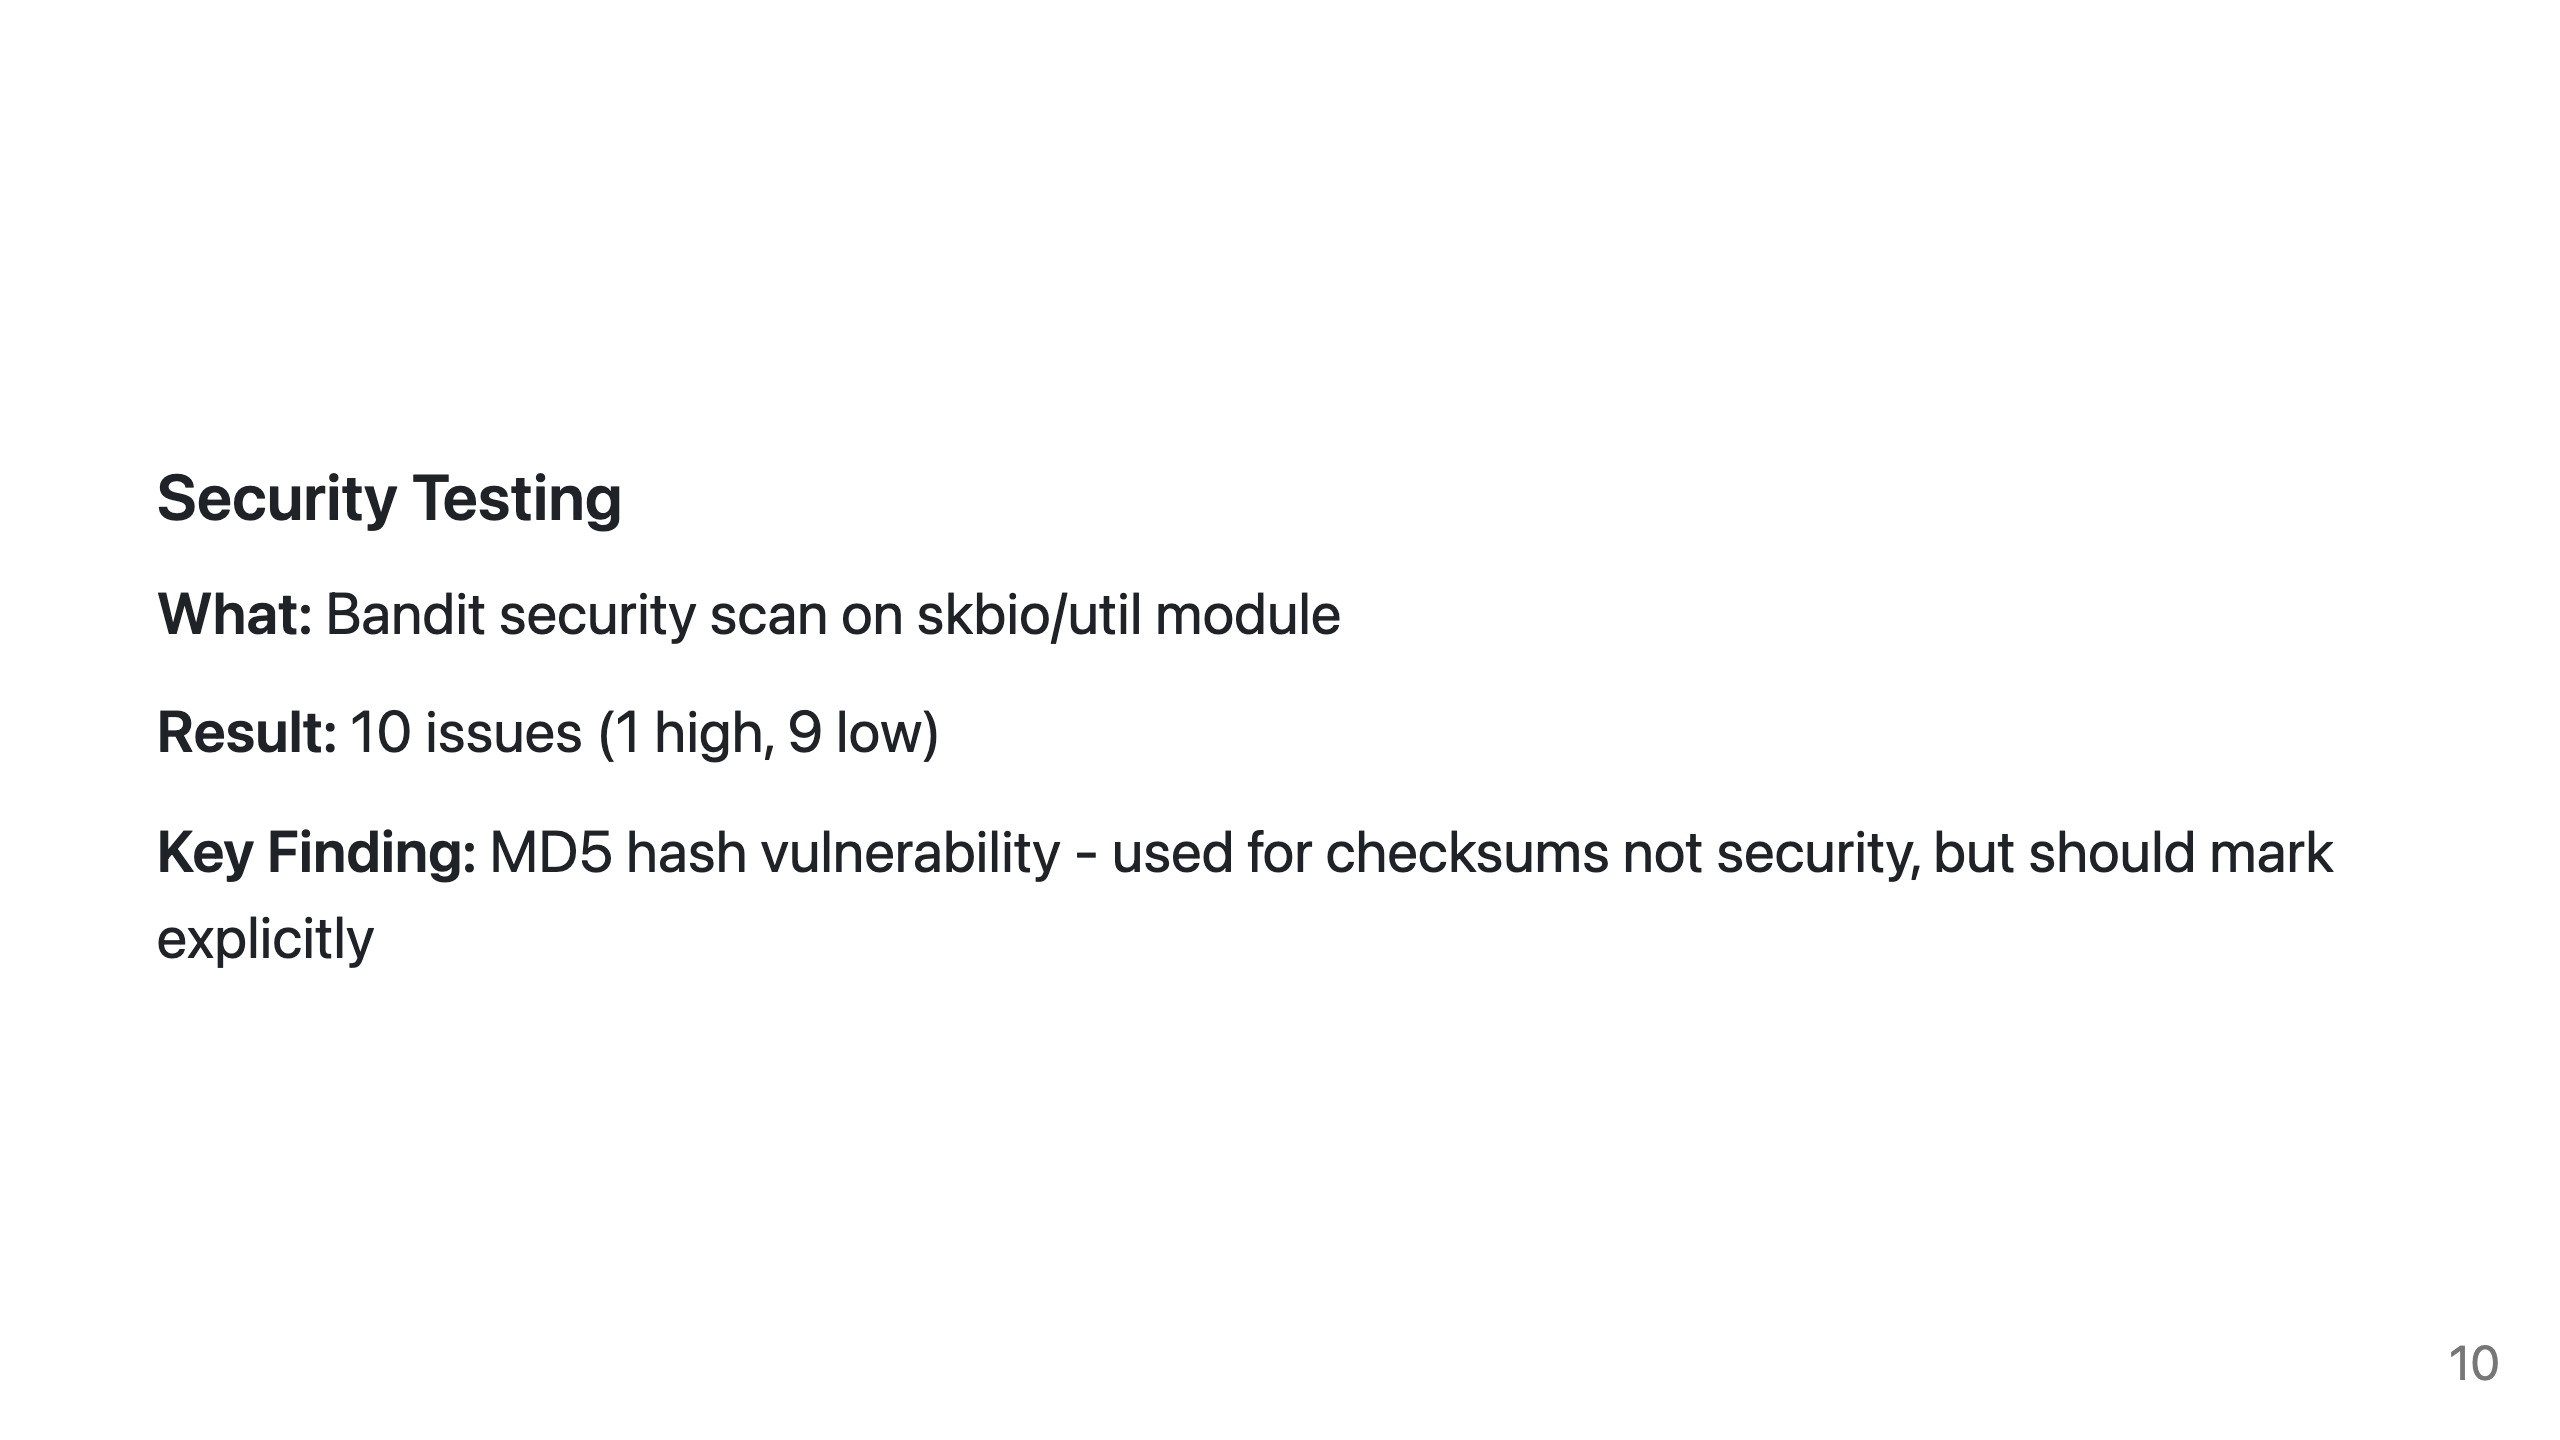 Security Testing
What: Bandit security scan on skbio/util module
Result: 10 issues (1 high, 9 low)
Key Finding: MD5 hash vulnerability - used for checksums not security, but should mark
explicitly
10